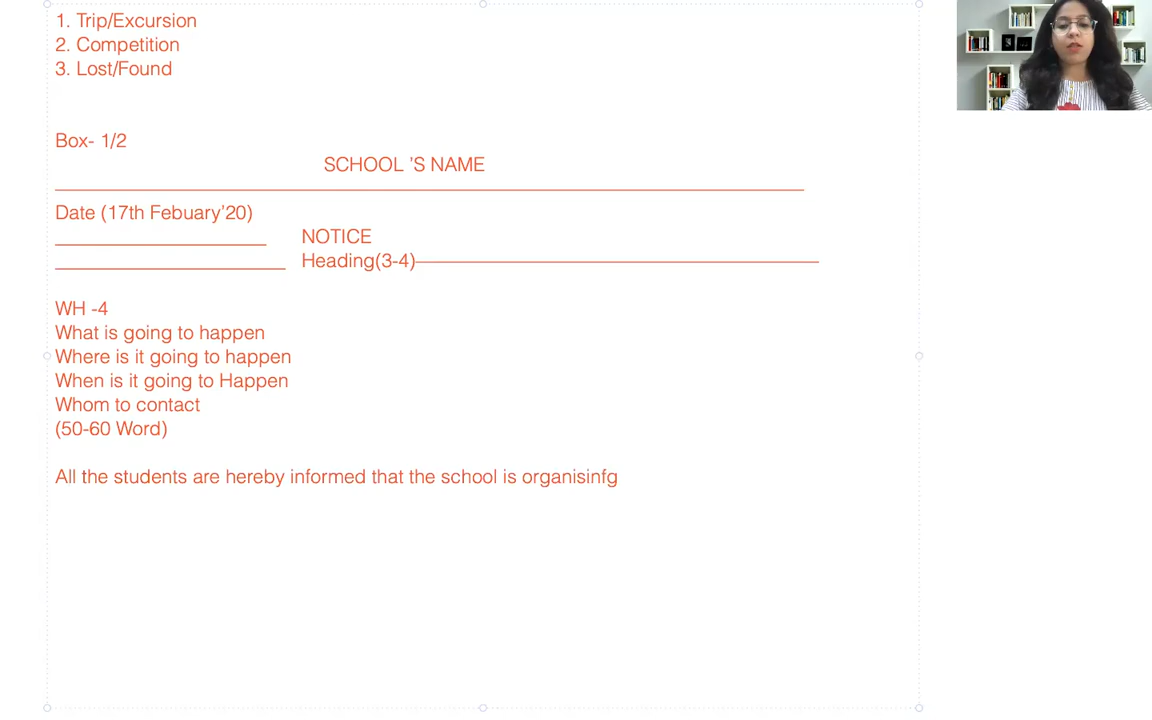 1. Trip/Excursion
2. Competition
3. Lost/Found
Box- 1/2
SCHOOL 'S NAME
Date (17th Febuary'20)
NOTICE
Heading(3-4)
WH -4
What is going to happen
Where is it going to happen
When is it going to Happen
Whom to contact
(50-60 Word)
All the students are hereby informed that the school is organisinfg